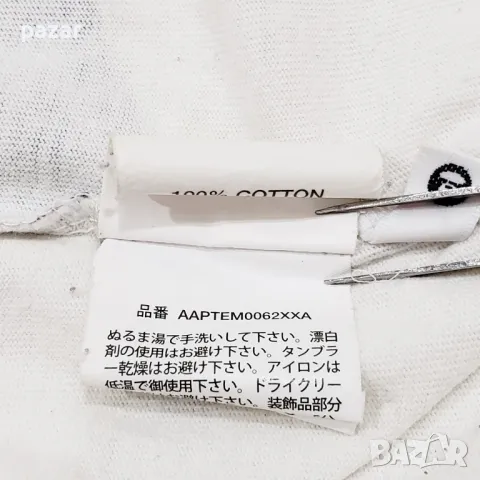 pazar
100% COTTON
品番 AAPTEM0062XXA
ぬるま湯で手洗いして下さい。漂白
剤の使用はお避け下さい。タンブラ
ー乾燥はお避け下さい。アイロンは
低温で御使用下さい。ドライクリー
装飾品部分
BAZAR